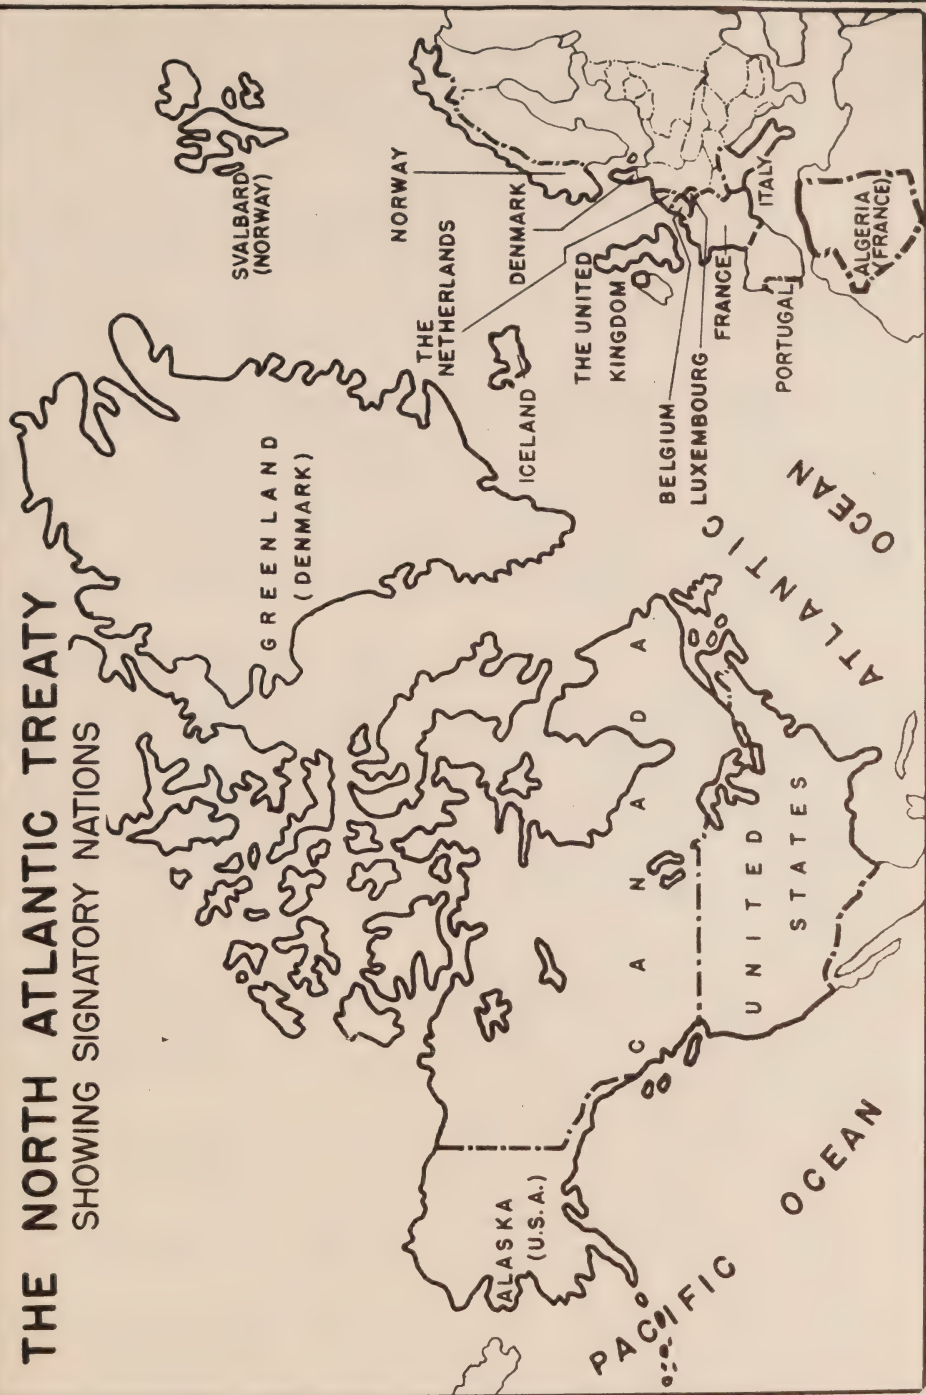 THE NORTH ATLANTIC TREATY
SHOWING SIGNATORY NATIONS
SVALBARD
(NORWAY)
GREENLAND
(DENMARK)
NORWAY
THE
NETHERLANDS
DENMARK
ICELAND
THE UNITED
KINGDOM
BELGIUM
LUXEMBOURG
FRANCE
PORTUGAL
ITALY
ALGERIA
(FRANCE)
ALASKA
(U.S.A.)
CANADA
UNITED
STATES
ATLANTIC
OCEAN
PACIFIC
OCEAN